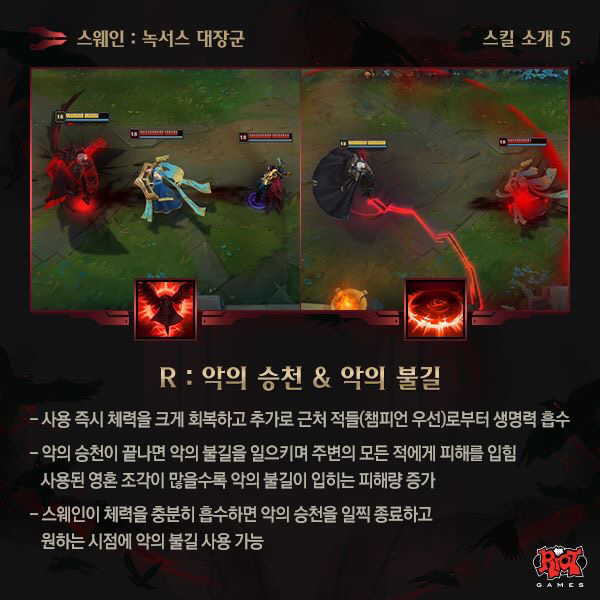 스웨인 : 녹서스 대장군
스킬 소개 5
18
18
18
18
18
R : 악의 승천 & 악의 불길
- 사용 즉시 체력을 크게 회복하고 추가로 근처 적들(챔피언 우선)로부터 생명력 흡수
- 악의 승천이 끝나면 악의 불길을 일으키며 주변의 모든 적에게 피해를 입힘
사용된 영혼 조각이 많을수록 악의 불길이 입히는 피해량 증가
- 스웨인이 체력을 충분히 흡수하면 악의 승천을 일찍 종료하고
원하는 시점에 악의 불길 사용 가능
RIOT
GAMES